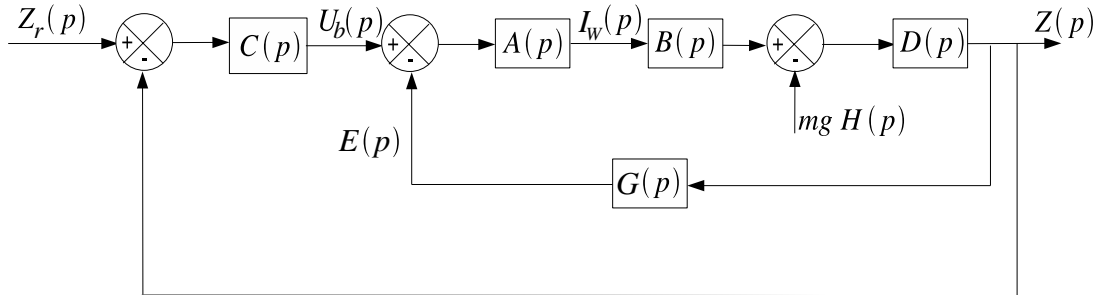 Z_r(p) + - C(p) U_b(p) + - A(p) I_W(p) B(p) + - D(p) Z(p)
mg H(p)
E(p)
G(p)